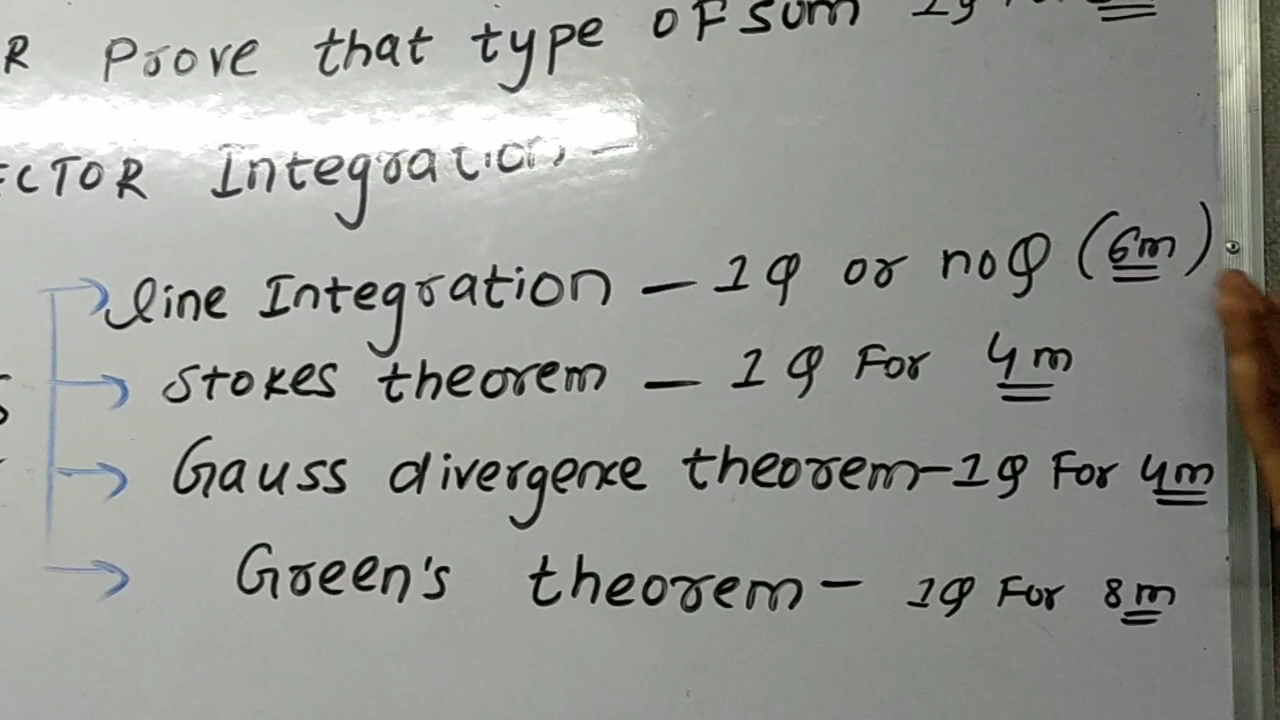 R Prove that type OF sum
ECTOR Integration -
line Integration - 1Q or no Q (6m)
Stokes theorem - 1Q For 4m
Gauss divergence theorem - 1Q For 4m
Green's theorem - 1Q For 8m